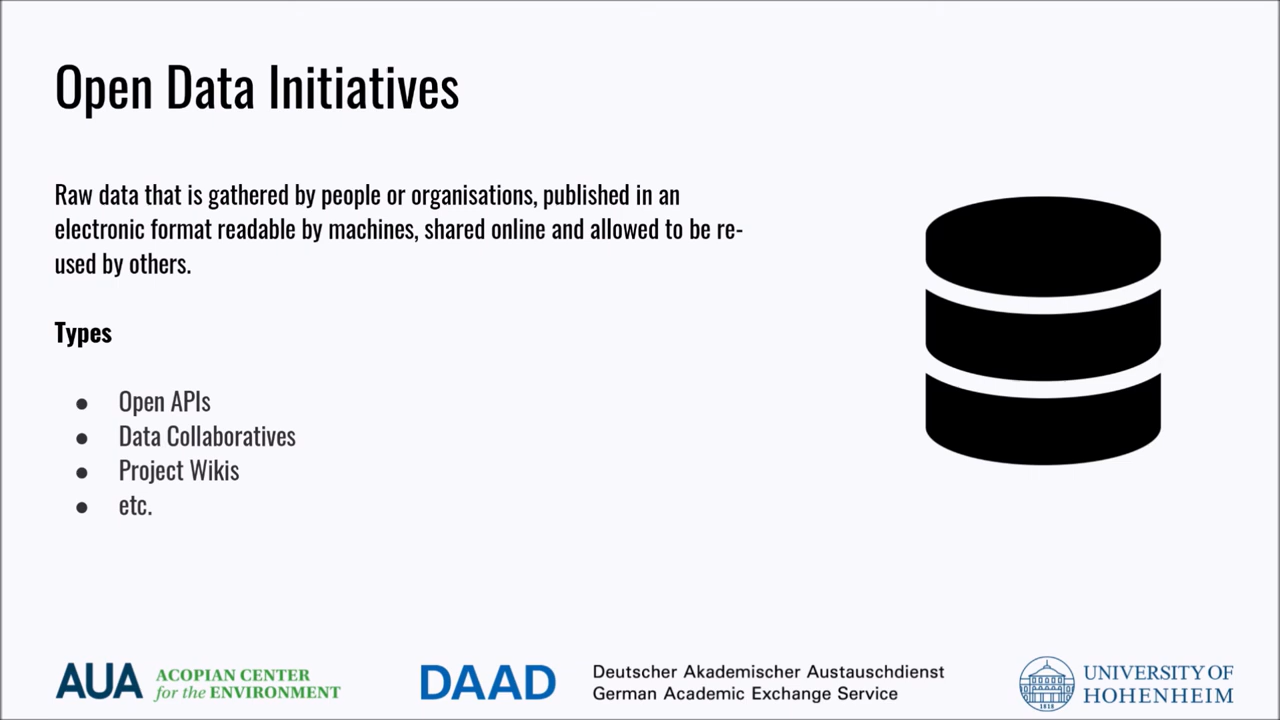 Open Data Initiatives
Raw data that is gathered by people or organisations, published in an
electronic format readable by machines, shared online and allowed to be re-
used by others.
Types
● Open APIs
● Data Collaboratives
● Project Wikis
● etc.
AUA ACOPIAN CENTER
for the ENVIRONMENT
DAAD Deutscher Akademischer Austauschdienst
German Academic Exchange Service
UNIVERSITY OF
HOHENHEIM
1818